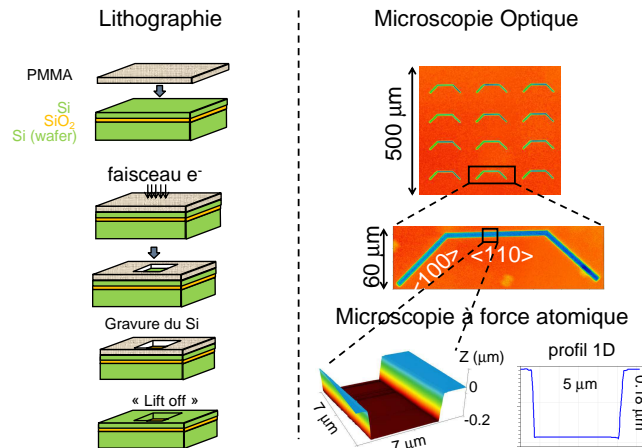 Lithographie
PMMA
Si
SiO2
Si (wafer)
faisceau e-
Gravure du Si
« Lift off »
Microscopie Optique
500 µm
60 µm
<100>
<110>
Microscopie à force atomique
Z (µm)
0
-0.2
7 µm
7 µm
profil 1D
5 µm